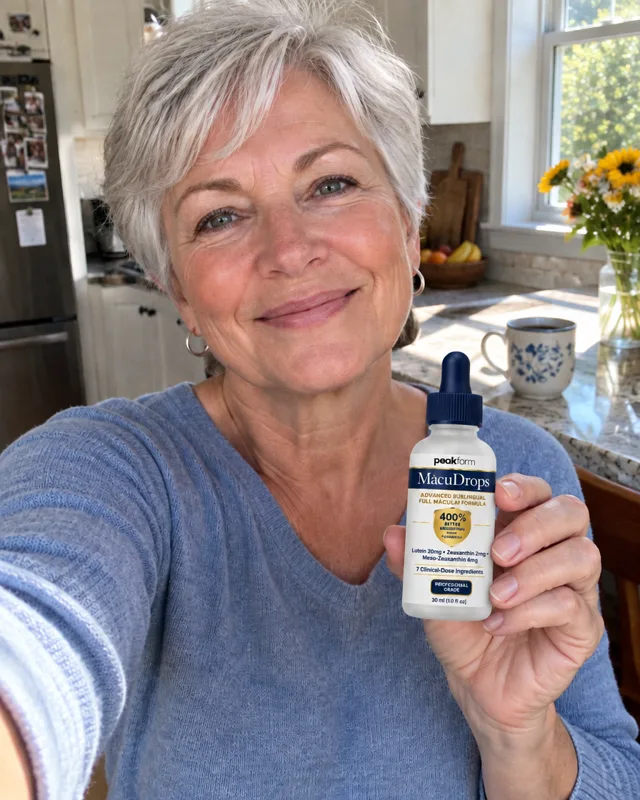 peakform
MacuDrops
ADVANCED SUBLINGUAL
FULL MACULAR FORMULA
400%
BETTER
Lutein 20mg • Zeaxanthin 2mg •
Meso-Zeaxanthin 4mg
7 Clinical-Dose Ingredients
PROFESSIONAL
GRADE
30 ml (1.0 fl oz)